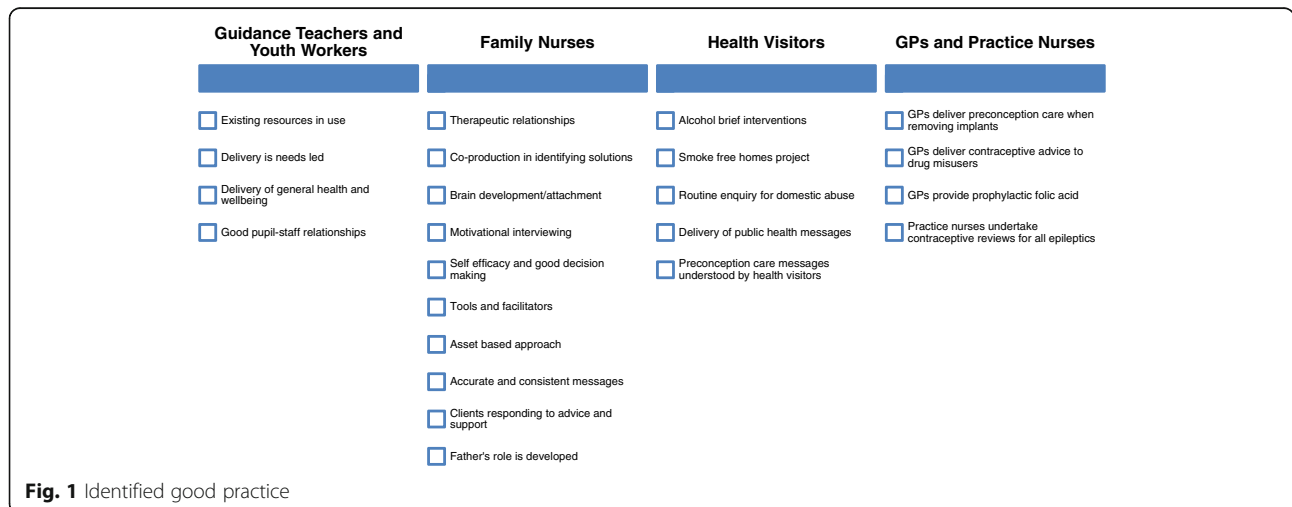 Guidance Teachers and
Youth Workers
Existing resources in use
Delivery is needs led
Delivery of general health and
wellbeing
Good pupil-staff relationships
Family Nurses
Therapeutic relationships
Co-production in identifying solutions
Brain development/attachment
Motivational interviewing
Self efficacy and good decision
making
Tools and facilitators
Asset based approach
Accurate and consistent messages
Clients responding to advice and
support
Father's role is developed
Health Visitors
Alcohol brief interventions
Smoke free homes project
Routine enquiry for domestic abuse
Delivery of public health messages
Preconception care messages
understood by health visitors
GPs and Practice Nurses
GPs deliver preconception care when
removing implants
GPs deliver contraceptive advice to
drug misusers
GPs provide prophylactic folic acid
Practice nurses undertake
contraceptive reviews for all epileptics
Fig. 1 Identified good practice